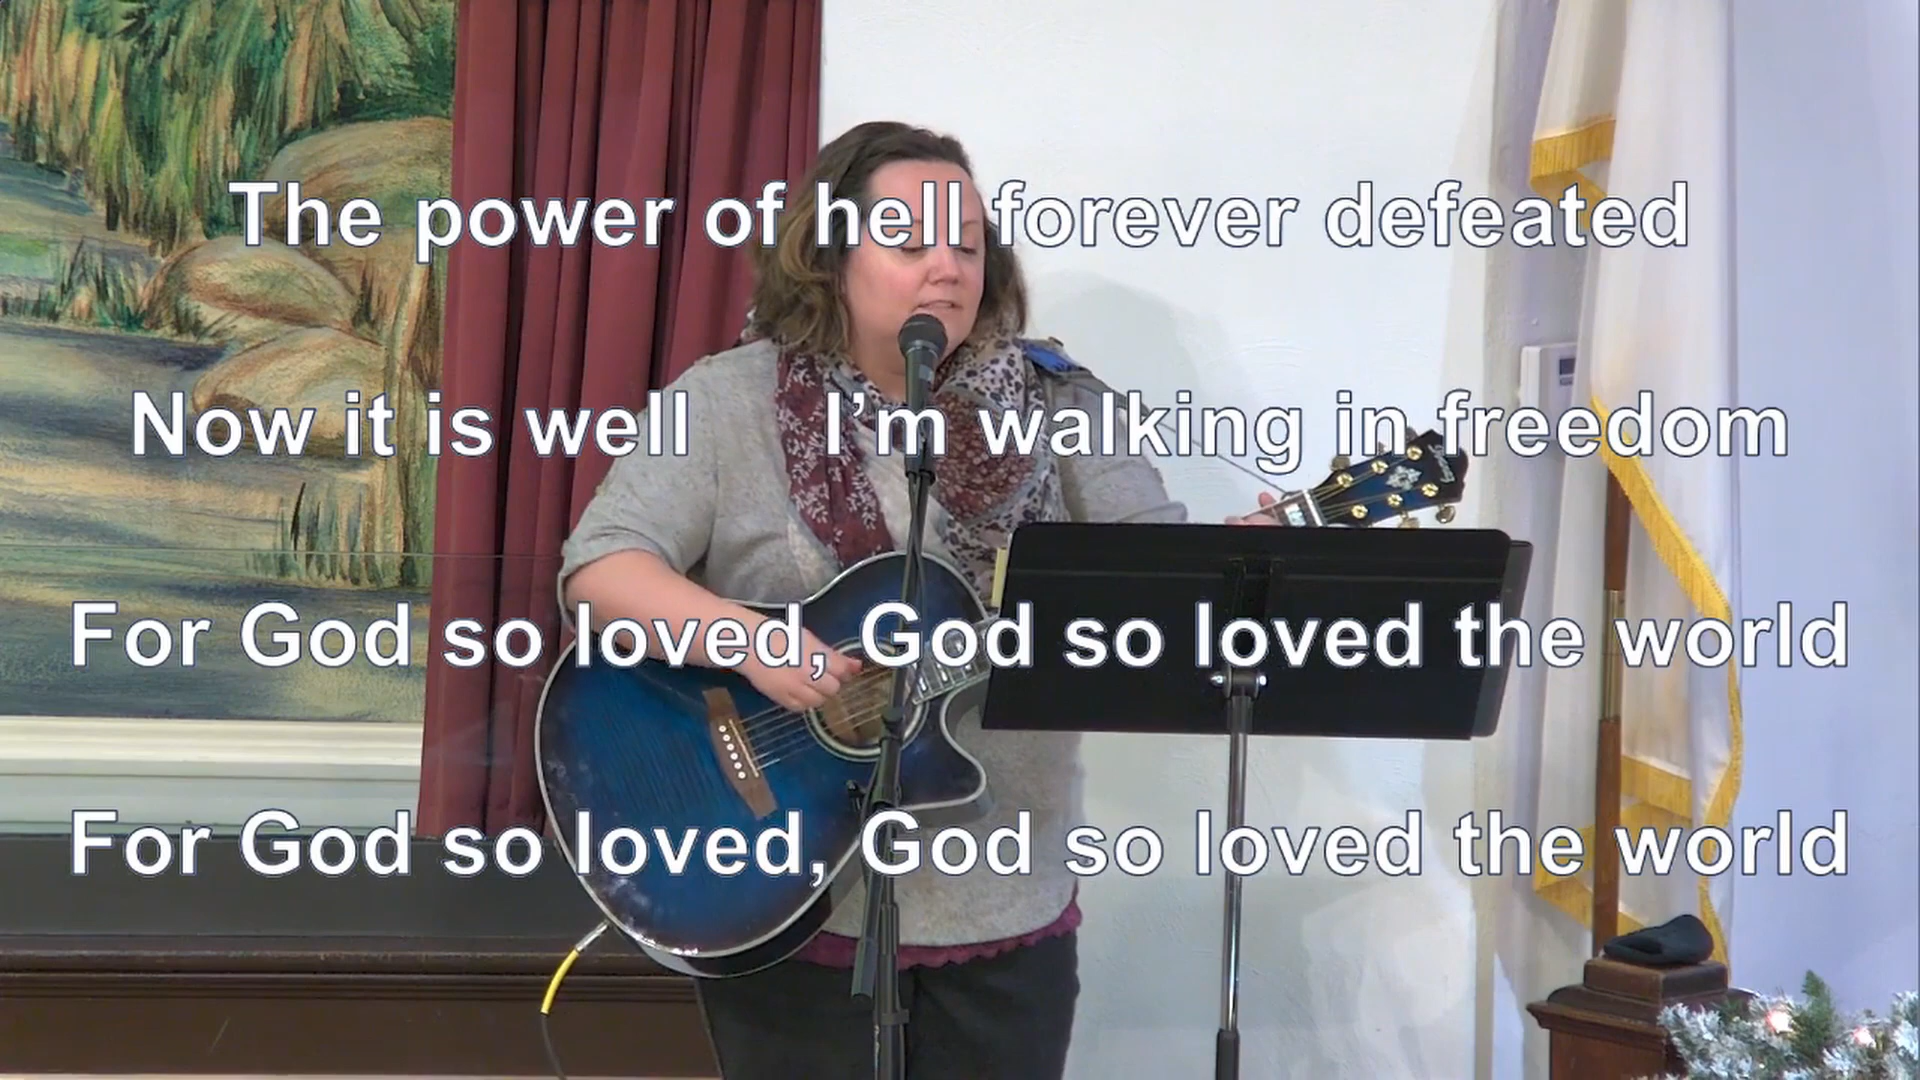 The power of hell forever defeated
Now it is well I’m walking in freedom
For God so loved, God so loved the world
For God so loved, God so loved the world